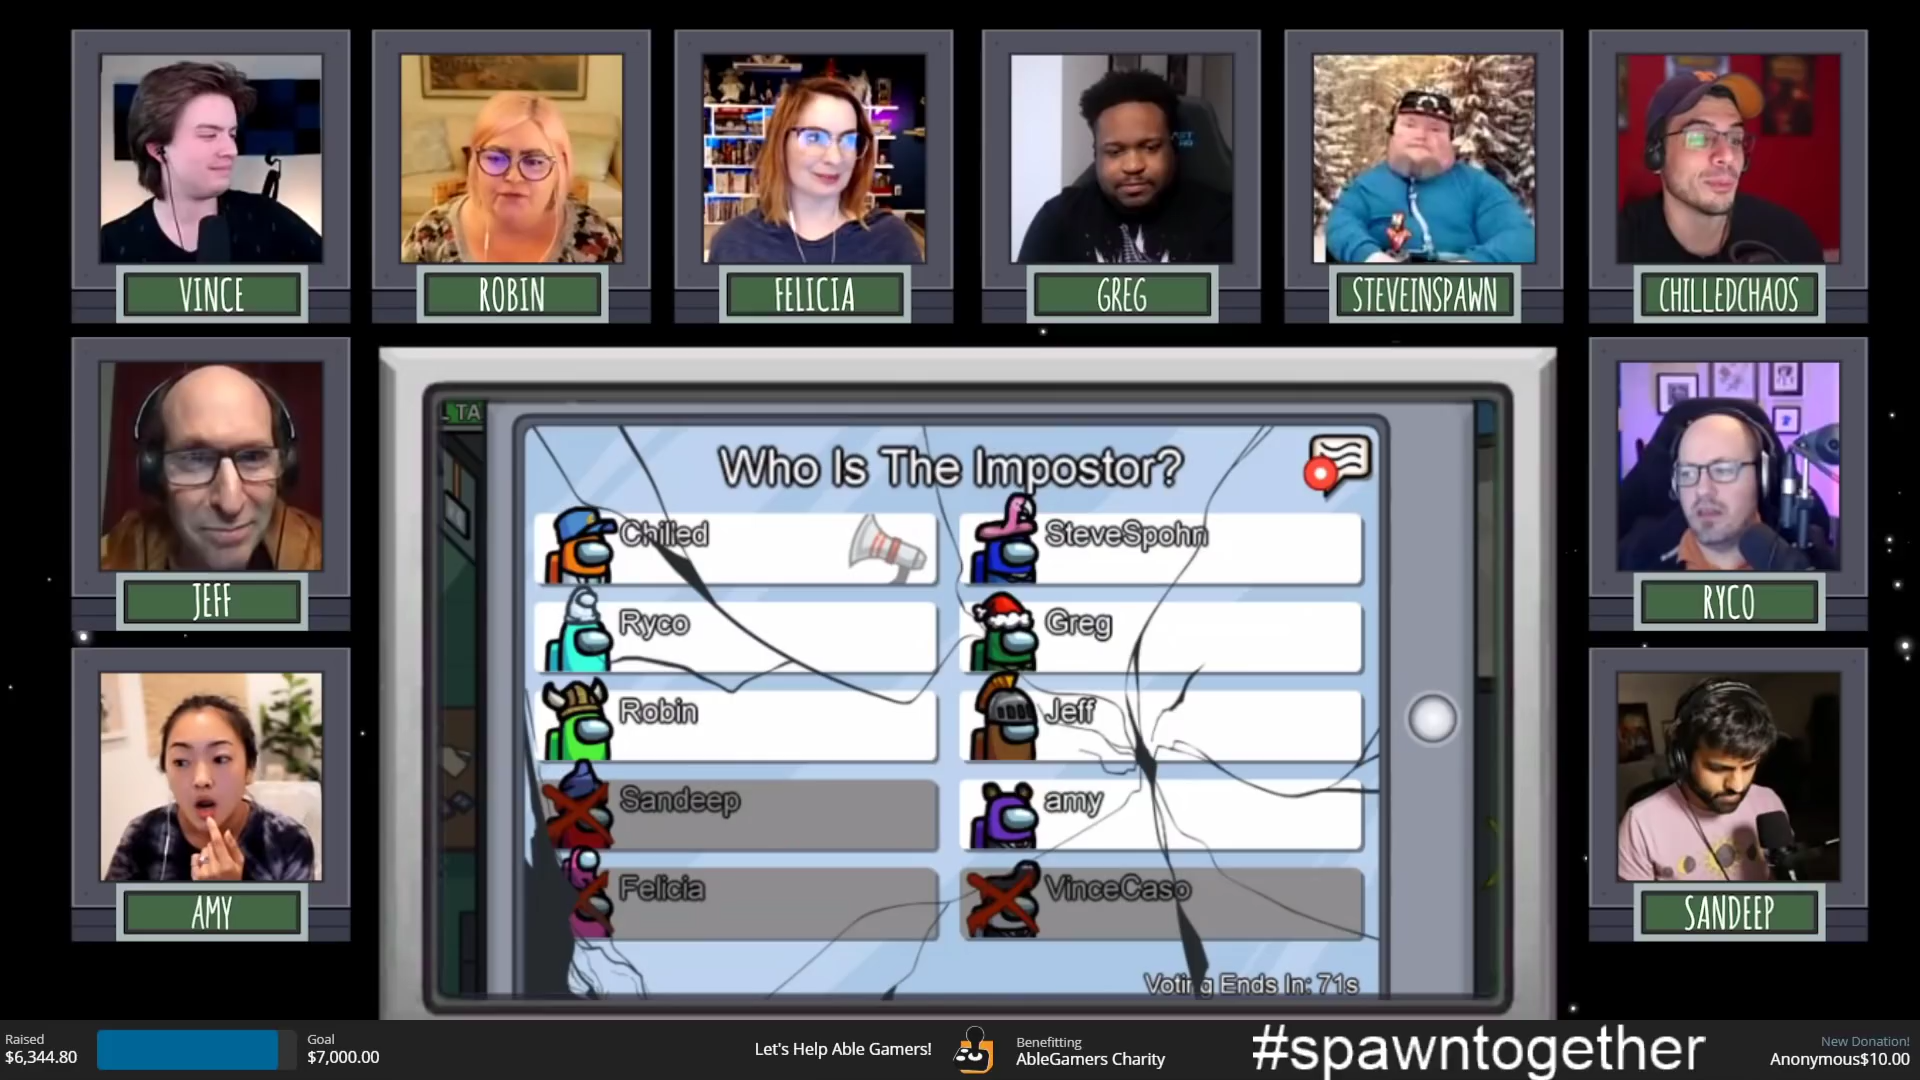 VINCE
ROBIN
FELICIA
GREG
STEVEINSPAWN
CHILLEDCHAOS
JEFF
RYCO
AMY
SANDEEP
L TA
Who Is The Impostor?
Chilled
SteveSpohn
Ryco
Greg
Robin
Jeff
Sandeep
amy
Felicia
VinceCaso
Voting Ends In: 71s
Raised
$6,344.80
Goal
$7,000.00
Let's Help Able Gamers!
Benefitting
AbleGamers Charity
#spawntogether
New Donation!
Anonymous$10.00